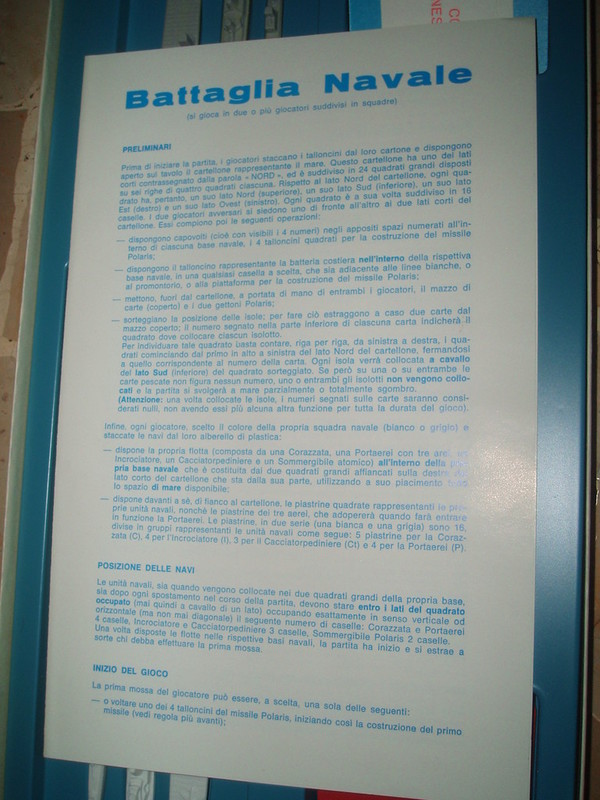 CO
NES
Battaglia Navale
(si gioca in due o più giocatori suddivisi in squadre)
PRELIMINARI
Prima di iniziare la partita, i giocatori staccano i talloncini dal loro cartone e dispongono
aperto sul tavolo il cartellone rappresentante il mare. Questo cartellone ha uno dei lati
corti contrassegnato dalla parola « NORD », ed è suddiviso in 24 quadrati grandi disposti
su sei righe di quattro quadrati ciascuna. Rispetto al lato Nord del cartellone, ogni qua-
drato ha, pertanto, un suo lato Nord (superiore), un suo lato Sud (inferiore), un suo lato
Est (destro) e un suo lato Ovest (sinistro). Ogni quadrato è a sua volta suddiviso in 16
caselle. I due giocatori avversari si siedono uno di fronte all'altro ai due lati corti del
cartellone. Essi compiono poi le seguenti operazioni:
— dispongono capovolti (cioè con visibili i 4 numeri) negli appositi spazi numerati all'in-
terno di ciascuna base navale, i 4 talloncini quadrati per la costruzione del missile
Polaris;
— dispongono il talloncino rappresentante la batteria costiera nell'interno della rispettiva
base navale, in una qualsiasi casella a scelta, che sia adiacente alle linee bianche, o
al promontorio, o alla piattaforma per la costruzione del missile Polaris;
— mettono, fuori dal cartellone, a portata di mano di entrambi i giocatori, il mazzo di
carte (coperto) e i due gettoni Polaris;
— sorteggiano la posizione delle isole; per fare ciò estraggono a caso due carte dal
mazzo coperto; il numero segnato nella parte inferiore di ciascuna carta indicherà il
quadrato dove collocare ciascun isolotto.
Per individuare tale quadrato basta contare, riga per riga, da sinistra a destra, i qua-
drati cominciando dal primo in alto a sinistra del lato Nord del cartellone, fermandosi
a quello corrispondente al numero della carta. Ogni isola verrà collocata a cavallo
del lato Sud (inferiore) del quadrato sorteggiato. Se però su una o su entrambe le
carte pescate non figura nessun numero, uno o entrambi gli isolotti non vengono collo-
cati e la partita si svolgerà a mare parzialmente o totalmente sgombro.
(Attenzione: una volta collocate le isole, i numeri segnati sulle carte saranno consi-
derati nulli, non avendo essi più alcuna altra funzione per tutta la durata del gioco).
Infine, ogni giocatore, scelto il colore della propria squadra navale (bianco o grigio) e
staccate le navi dal loro alberello di plastica:
— dispone la propria flotta (composta da una Corazzata, una Portaerei con tre aerei, un
Incrociatore, un Cacciatorpediniere e un Sommergibile atomico) all'interno della pro-
pria base navale che è costituita dai due quadrati grandi affiancati sulla destra
lato corto del cartellone che sta dalla sua parte, utilizzando a suo piacimento
lo spazio di mare disponibile;
— dispone davanti a sè, di fianco al cartellone, le piastrine quadrate rappresentanti le pro-
prie unità navali, nonchè le piastrine dei tre aerei, che adopererà quando farà entrare
in funzione la Portaerei. Le piastrine, in due serie (una bianca e una grigia) sono 16,
divise in gruppi rappresentanti le unità navali come segue: 5 piastrine per la Coraz-
zata (C), 4 per l'Incrociatore (I), 3 per il Cacciatorpediniere (Ct) e 4 per la Portaerei (P).
POSIZIONE DELLE NAVI
Le unità navali, sia quando vengono collocate nei due quadrati grandi della propria base,
sia dopo ogni spostamento nel corso della partita, devono stare entro i lati del quadrato
occupato (mai quindi a cavallo di un lato) occupando esattamente in senso verticale od
orizzontale (ma non mai diagonale) il seguente numero di caselle: Corazzata e Portaerei
4 caselle, Incrociatore e Cacciatorpediniere 3 caselle, Sommergibile Polaris 2 caselle.
Una volta disposte le flotte nelle rispettive basi navali, la partita ha inizio e si estrae a
sorte chi debba effettuare la prima mossa.
INIZIO DEL GIOCO
La prima mossa del giocatore può essere, a scelta, una sola delle seguenti:
— o voltare uno dei 4 talloncini del missile Polaris, iniziando così la costruzione del primo
missile (vedi regola più avanti);